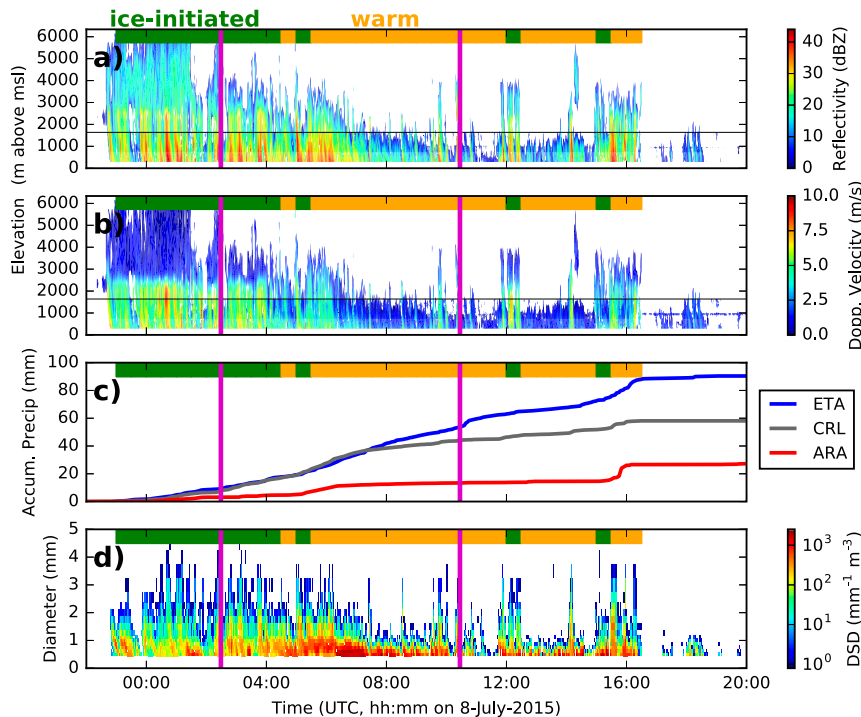 ice-initiated warm
a)
6000
5000
4000
3000
2000
1000
0
40
30
20
10
0
Reflectivity (dBZ)
Elevation (m above msl)
b)
6000
5000
4000
3000
2000
1000
0
10.0
7.5
5.0
2.5
0.0
Dopp. Velocity (m/s)
c)
100
80
60
40
20
0
Accum. Precip (mm)
ETA
CRL
ARA
d)
5
4
3
2
1
0
Diameter (mm)
10³
10²
10¹
10⁰
DSD (mm⁻¹ m⁻³)
00:00 04:00 08:00 12:00 16:00 20:00
Time (UTC, hh:mm on 8-July-2015)